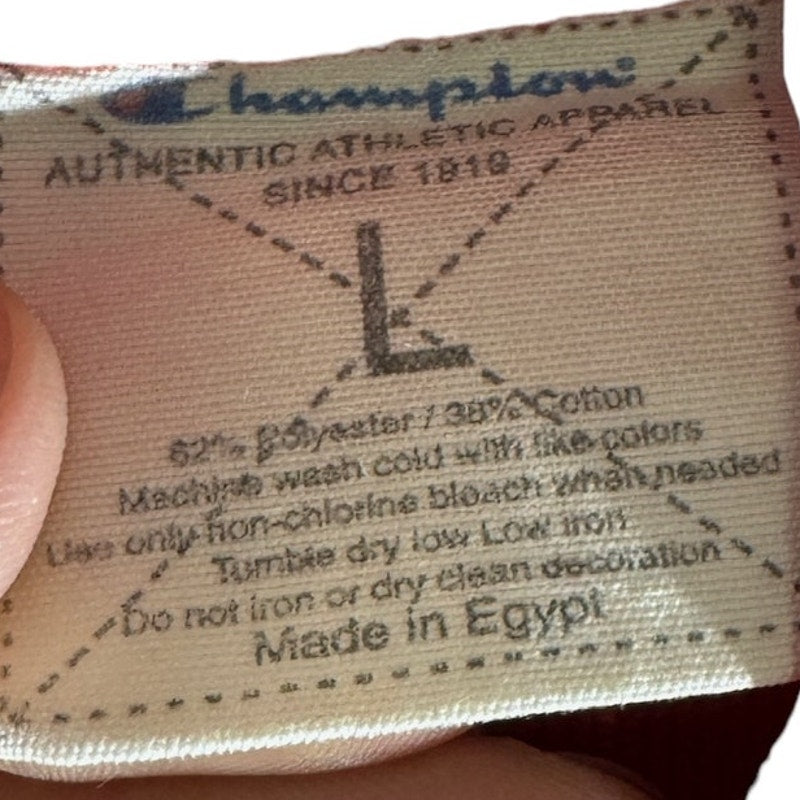 Champion
AUTHENTIC ATHLETIC APPAREL
SINCE 1919
L
62% Polyester / 38% Cotton
Machine wash cold with like colors
Use only non-chlorine bleach when needed
Tumble dry low Low iron
Do not iron or dry clean decoration
Made in Egypt